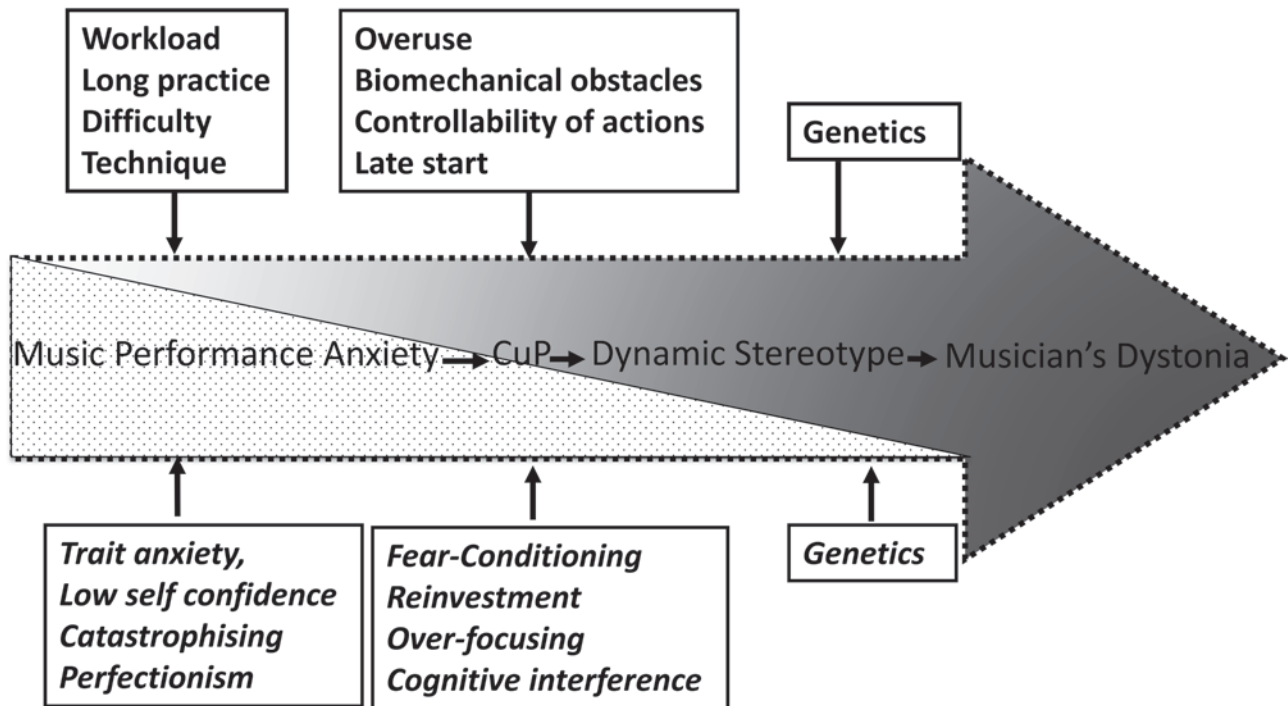 Workload
Long practice
Difficulty
Technique
Overuse
Biomechanical obstacles
Controllability of actions
Late start
Genetics
Music Performance Anxiety CuP Dynamic Stereotype Musician's Dystonia
Trait anxiety,
Low self confidence
Catastrophising
Perfectionism
Fear-Conditioning
Reinvestment
Over-focusing
Cognitive interference
Genetics